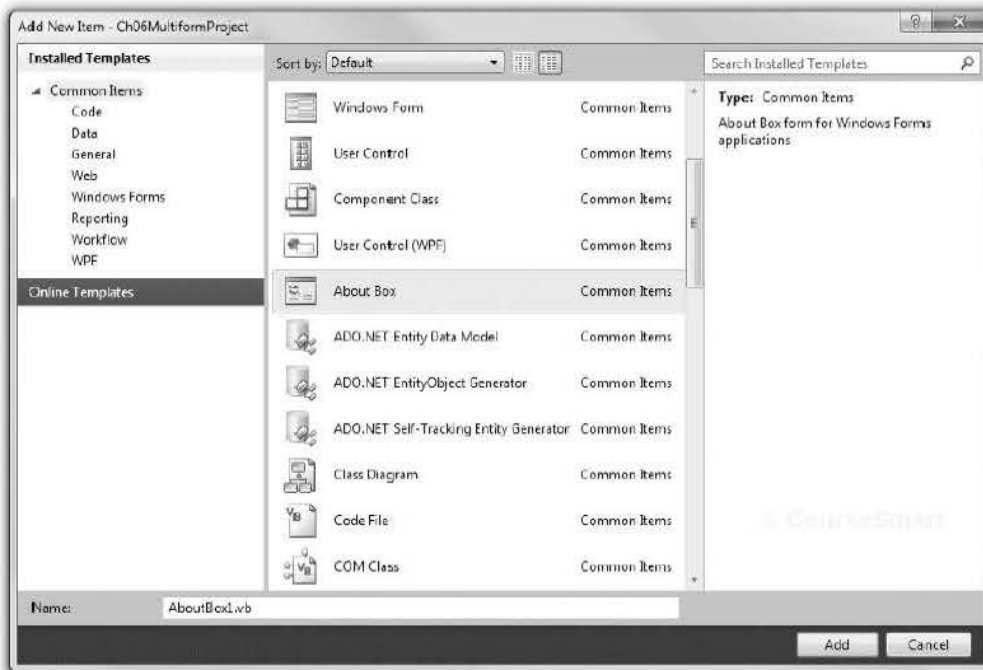 Add New Item - Ch06MultiformProject
Installed Templates
Common Items
Code
Data
General
Web
Windows Forms
Reporting
Workflow
WPF
Online Templates
Sort by: Default
Windows Form Common Items
User Control Common Items
Component Class Common Items
User Control (WPF) Common Items
About Box Common Items
ADO.NET Entity Data Model Common Items
ADO.NET EntityObject Generator Common Items
ADO.NET Self-Tracking Entity Generator Common Items
Class Diagram Common Items
VB Code File Common Items
VB COM Class Common Items
Search Installed Templates
Type: Common Items
About Box form for Windows Forms
applications
© CourseSmart
Name: AboutBox1.vb
Add Cancel